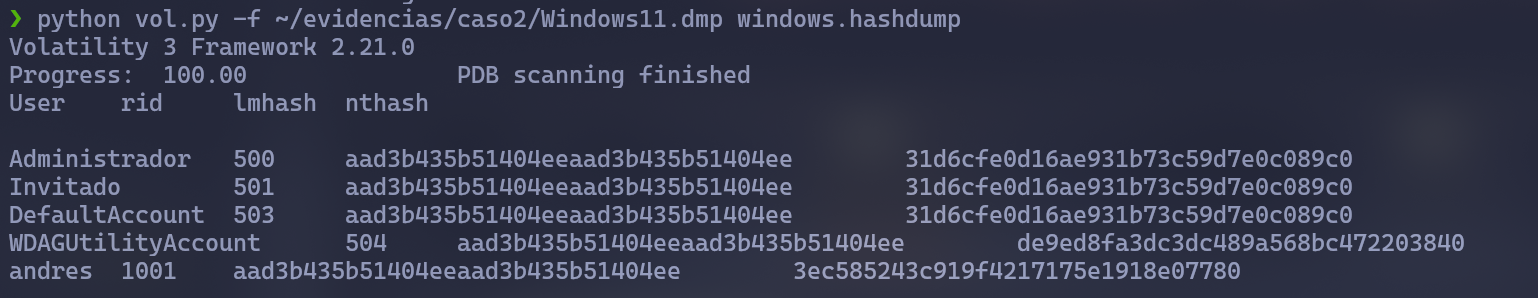 ❯ python vol.py -f ~/evidencias/caso2/Windows11.dmp windows.hashdump
Volatility 3 Framework 2.21.0
Progress:  100.00               PDB scanning finished
User    rid     lmhash  nthash
Administrador   500     aad3b435b51404eeaad3b435b51404ee        31d6cfe0d16ae931b73c59d7e0c089c0
Invitado        501     aad3b435b51404eeaad3b435b51404ee        31d6cfe0d16ae931b73c59d7e0c089c0
DefaultAccount  503     aad3b435b51404eeaad3b435b51404ee        31d6cfe0d16ae931b73c59d7e0c089c0
WDAGUtilityAccount      504     aad3b435b51404eeaad3b435b51404ee        de9ed8fa3dc3dc489a568bc472203840
andres  1001    aad3b435b51404eeaad3b435b51404ee        3ec585243c919f4217175e1918e07780